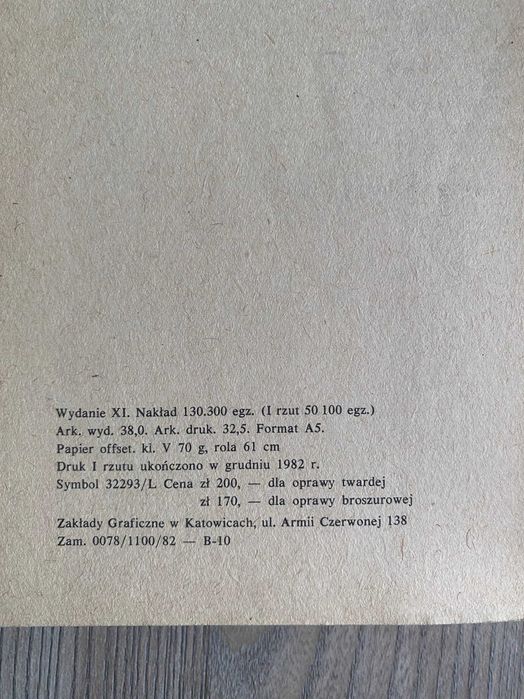 Wydanie XI. Nakład 130.300 egz. (I rzut 50 100 egz.)
Ark. wyd. 38,0. Ark. druk. 32,5. Format A5.
Papier offset. kl. V 70 g, rola 61 cm
Druk I rzutu ukończono w grudniu 1982 r.
Symbol 32293/L Cena zł 200, — dla oprawy twardej
zł 170, — dla oprawy broszurowej
Zakłady Graficzne w Katowicach, ul. Armii Czerwonej 138
Zam. 0078/1100/82 — B-10